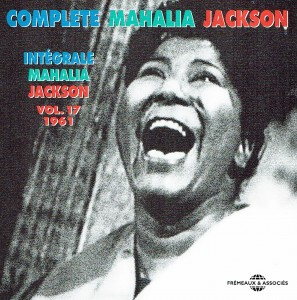 COMPLETE MAHALIA JACKSON
INTÉGRALE
MAHALIA
JACKSON
VOL. 17
1961
FRÉMEAUX & ASSOCIÉS